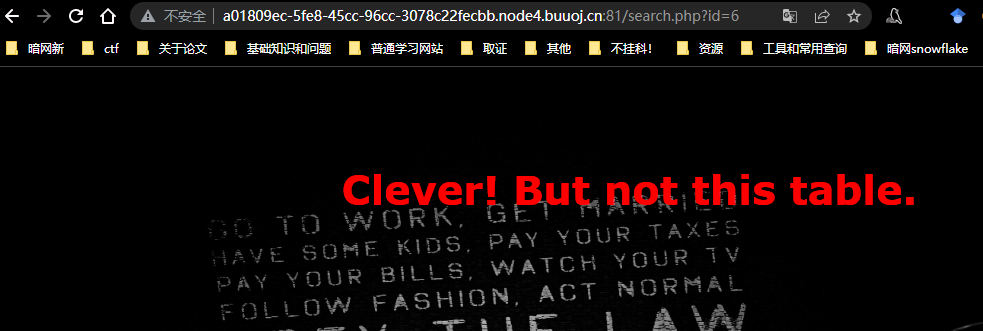 不安全 a01809ec-5fe8-45cc-96cc-3078c22fecbb.node4.buuoj.cn:81/search.php?id=6
暗网新 ctf 关于论文 基础知识和问题 普通学习网站 取证 其他 不挂科！ 资源 工具和常用查询 暗网snowflake
Clever! But not this table.
GO TO WORK, GET MARRIED
HAVE SOME KIDS, PAY YOUR TAXES
PAY YOUR BILLS, WATCH YOUR TV
FOLLOW FASHION, ACT NORMAL
THE LAW